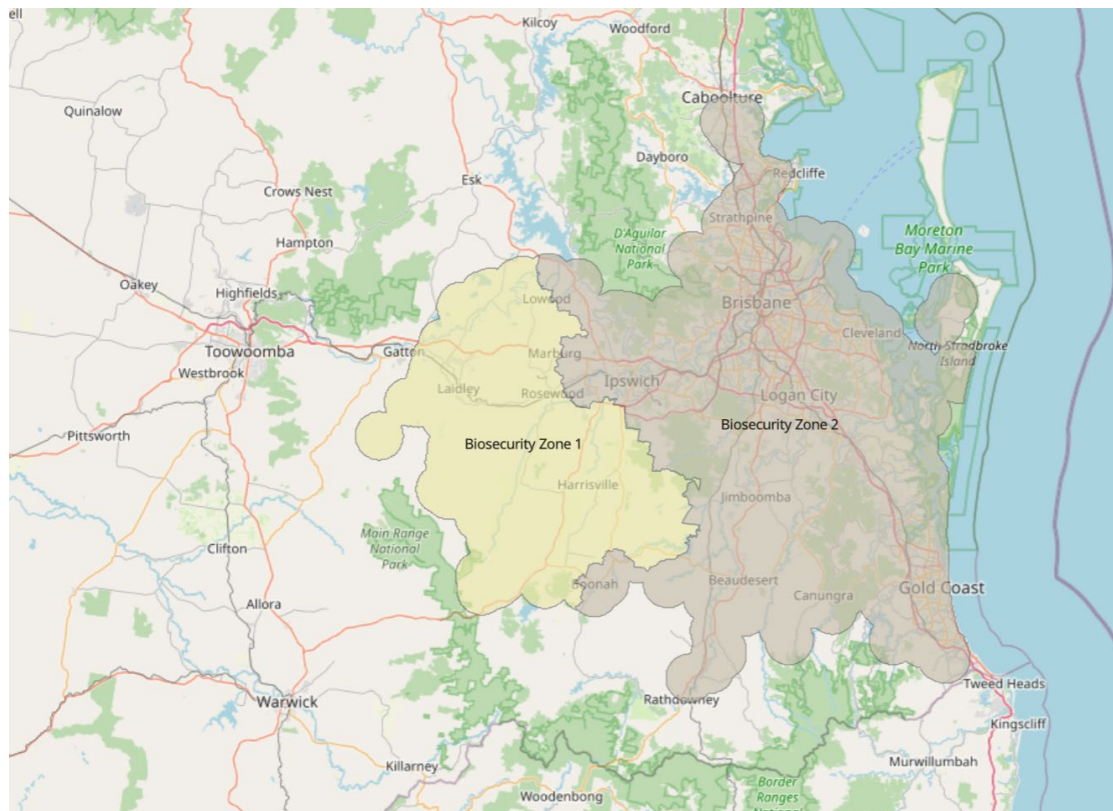 ell
Kilcoy
Woodford
Caboolture
Quinalow
Dayboro
Redcliffe
Esk
Crows Nest
Strathpine
D'Aguilar
National
Park
Moreton
Bay Marine
Park
Hampton
Oakey
Highfields
Lowood
Brisbane
Cleveland
North Stradbroke
Island
Toowoomba
Gatton
Marburg
Westbrook
Laidley
Rosewood
Ipswich
Logan City
Pittsworth
Biosecurity Zone 1
Biosecurity Zone 2
Harrisville
Jimboomba
Main Range
National
Park
Clifton
Boonah
Beaudesert
Canungra
Gold Coast
Allora
Warwick
Rathdowney
Tweed Heads
Kingscliff
Killarney
Murwillumbah
Woodenbong
Border
Ranges